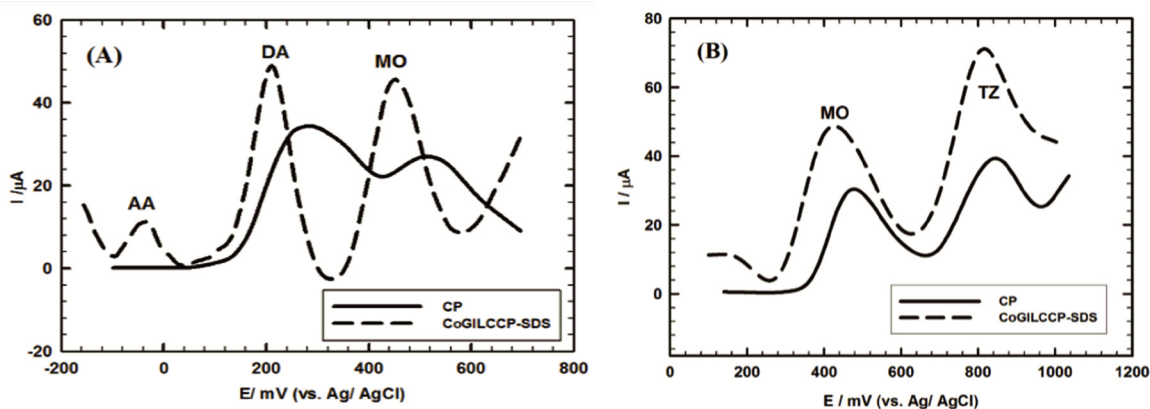 (A)
60
40
20
0
-20
I /µA
AA
DA
MO
CP
CoGILCCP-SDS
-200
0
200
400
600
800
E/ mV (vs. Ag/ AgCl)
(B)
80
60
40
20
0
I /µA
MO
TZ
CP
CoGILCCP-SDS
0
200
400
600
800
1000
1200
E / mV (vs. Ag/ AgCl)